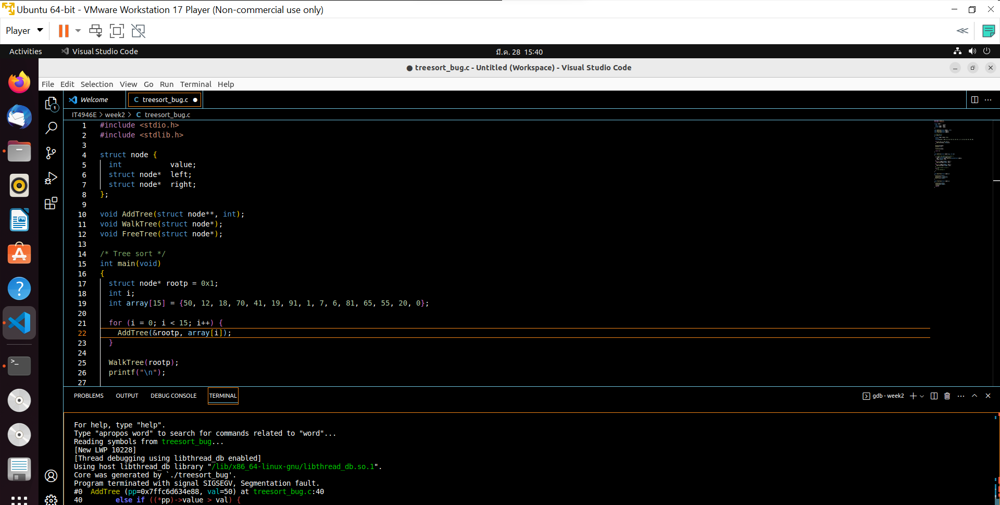 Ubuntu 64-bit - VMware Workstation 17 Player (Non-commercial use only)
Player
Activities
Visual Studio Code
มี.ค. 28 15:40
● treesort_bug.c - Untitled (Workspace) - Visual Studio Code
File Edit Selection View Go Run Terminal Help
Welcome
C treesort_bug.c ●
1
IT4946E > week2 > C treesort_bug.c
1 #include <stdio.h>
2 #include <stdlib.h>
3
4 struct node {
5   int           value;
6   struct node*  left;
7   struct node*  right;
8 };
9
10 void AddTree(struct node**, int);
11 void WalkTree(struct node*);
12 void FreeTree(struct node*);
13
14 /* Tree sort */
15 int main(void)
16 {
17   struct node* rootp = 0x1;
18   int i;
19   int array[15] = {50, 12, 18, 70, 41, 19, 91, 1, 7, 6, 81, 65, 55, 20, 0};
20
21   for (i = 0; i < 15; i++) {
22     AddTree(&rootp, array[i]);
23   }
24
25   WalkTree(rootp);
26   printf("\n");
27
PROBLEMS OUTPUT DEBUG CONSOLE TERMINAL
gdb - week2
For help, type "help".
Type "apropos word" to search for commands related to "word"...
Reading symbols from treesort_bug...
[New LWP 10228]
[Thread debugging using libthread_db enabled]
Using host libthread_db library "/lib/x86_64-linux-gnu/libthread_db.so.1".
Core was generated by `./treesort_bug'.
Program terminated with signal SIGSEGV, Segmentation fault.
#0  AddTree (pp=0x7ffc6d634e88, val=50) at treesort_bug.c:40
40        else if ((*pp)->value > val) {